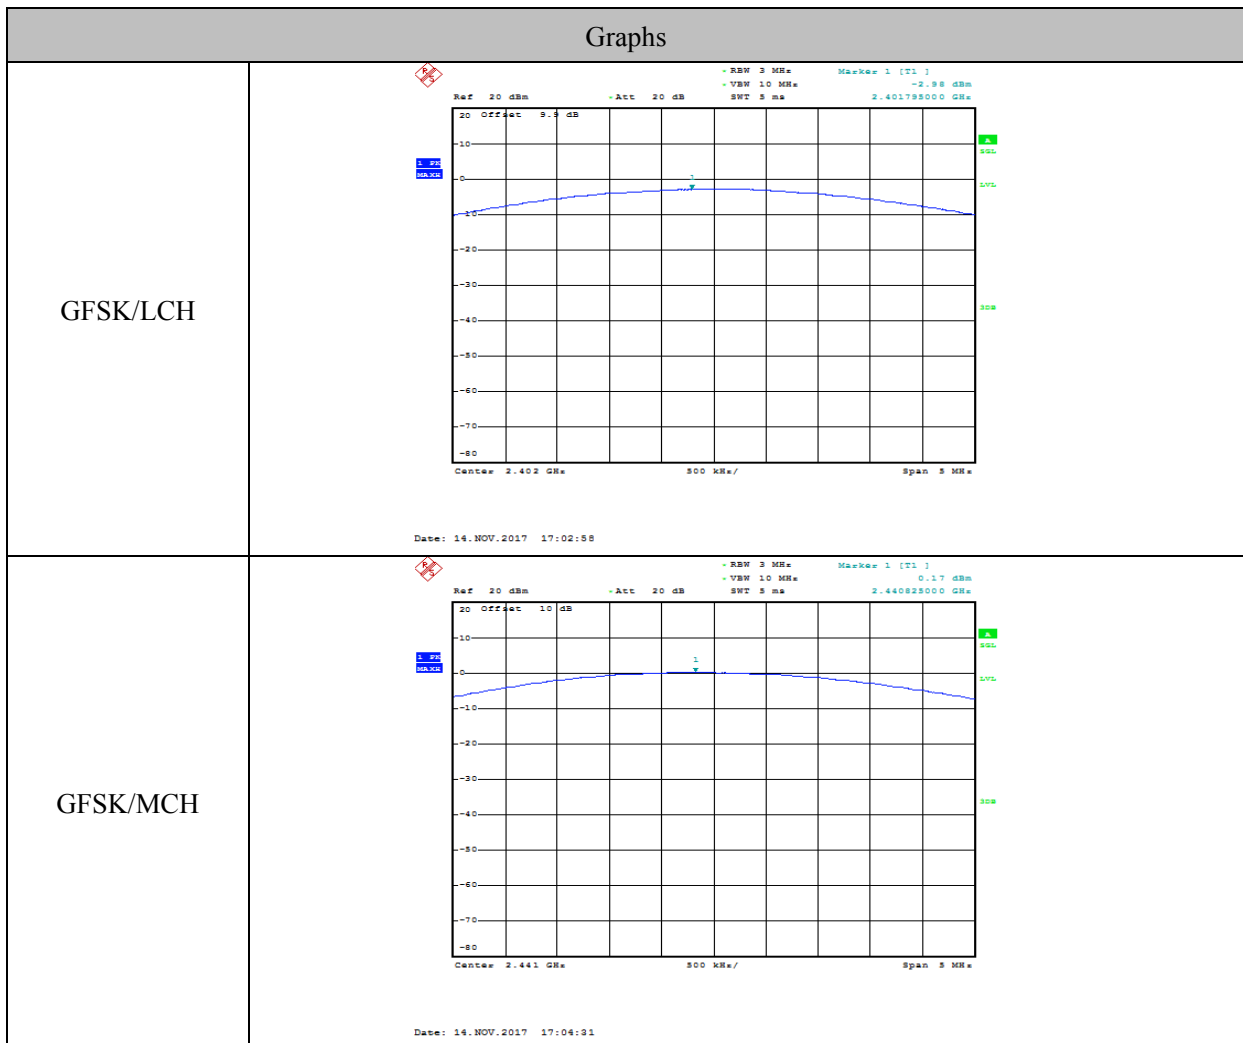 Graphs
GFSK/LCH
RBW 3 MHz
Marker 1 [T1 ]
VBW 10 MHz
-2.98 dBm
Ref 20 dBm
Att 20 dB
SWT 5 ms
2.401795000 GHz
20 Offset 9.9 dB
A
SGL
10
1 PK
MAXH
LVL
0
1
-10
-20
-30
3DB
-40
-50
-60
-70
-80
Center 2.402 GHz
500 kHz/
Span 5 MHz
Date: 14.NOV.2017 17:02:58
GFSK/MCH
RBW 3 MHz
Marker 1 [T1 ]
VBW 10 MHz
0.17 dBm
Ref 20 dBm
Att 20 dB
SWT 5 ms
2.440825000 GHz
20 Offset 10 dB
A
SGL
10
1 PK
MAXH
LVL
0
1
-10
-20
-30
3DB
-40
-50
-60
-70
-80
Center 2.441 GHz
500 kHz/
Span 5 MHz
Date: 14.NOV.2017 17:04:31